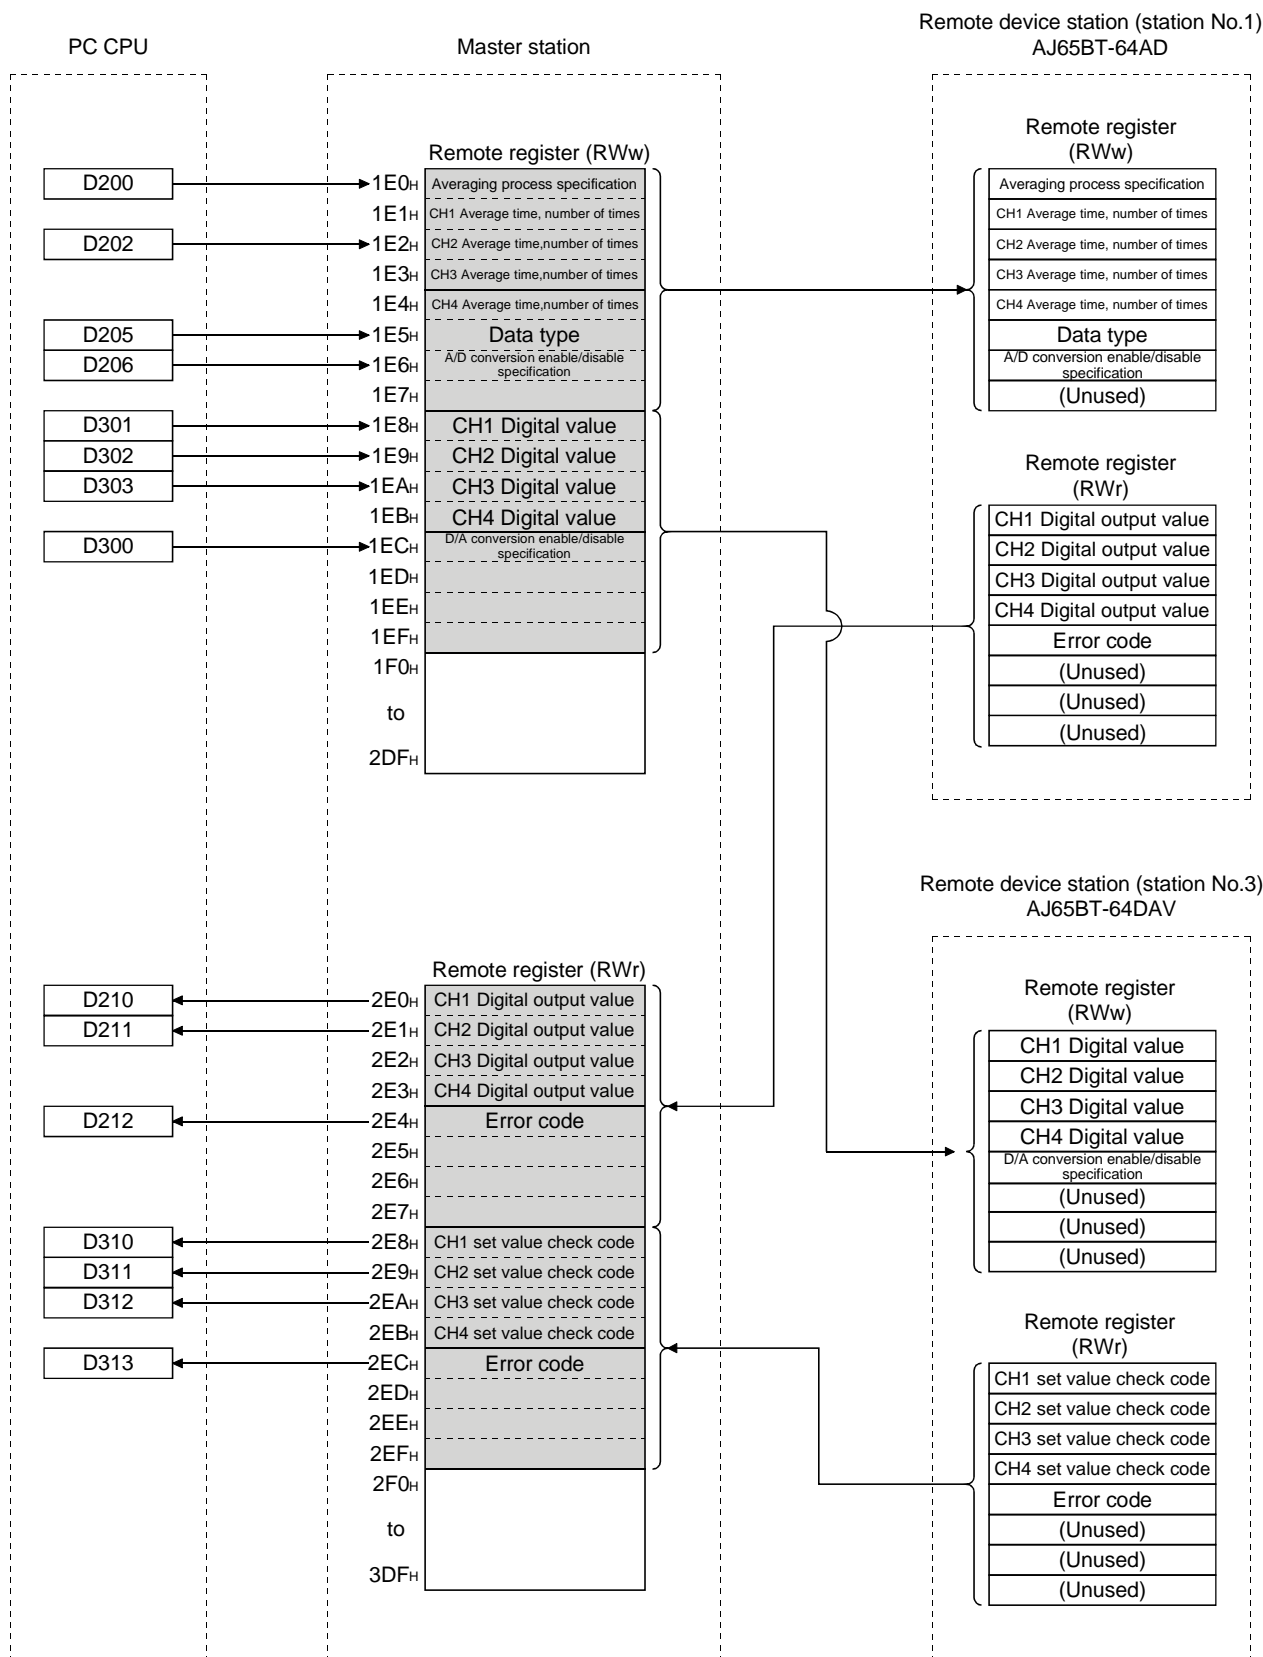 PC CPU
Master station
Remote device station (station No.1)
AJ65BT-64AD
Remote register (RWw)
D200
1E0H Averaging process specification
1E1H CH1 Average time, number of times
D202
1E2H CH2 Average time,number of times
1E3H CH3 Average time,number of times
1E4H CH4 Average time,number of times
D205
1E5H Data type
D206
1E6H A/D conversion enable/disable
specification
1E7H
D301
1E8H CH1 Digital value
D302
1E9H CH2 Digital value
D303
1EAH CH3 Digital value
1EBH CH4 Digital value
D300
1ECH D/A conversion enable/disable
specification
1EDH
1EEH
1EFH
1F0H
to
2DFH
Remote register
(RWw)
Averaging process specification
CH1 Average time, number of times
CH2 Average time, number of times
CH3 Average time, number of times
CH4 Average time, number of times
Data type
A/D conversion enable/disable
specification
(Unused)
Remote register
(RWr)
CH1 Digital output value
CH2 Digital output value
CH3 Digital output value
CH4 Digital output value
Error code
(Unused)
(Unused)
(Unused)
Remote register (RWr)
D210
2E0H CH1 Digital output value
D211
2E1H CH2 Digital output value
2E2H CH3 Digital output value
2E3H CH4 Digital output value
D212
2E4H Error code
2E5H
2E6H
2E7H
D310
2E8H CH1 set value check code
D311
2E9H CH2 set value check code
D312
2EAH CH3 set value check code
2EBH CH4 set value check code
D313
2ECH Error code
2EDH
2EEH
2EFH
2F0H
to
3DFH
Remote device station (station No.3)
AJ65BT-64DAV
Remote register
(RWw)
CH1 Digital value
CH2 Digital value
CH3 Digital value
CH4 Digital value
D/A conversion enable/disable
specification
(Unused)
(Unused)
(Unused)
Remote register
(RWr)
CH1 set value check code
CH2 set value check code
CH3 set value check code
CH4 set value check code
Error code
(Unused)
(Unused)
(Unused)